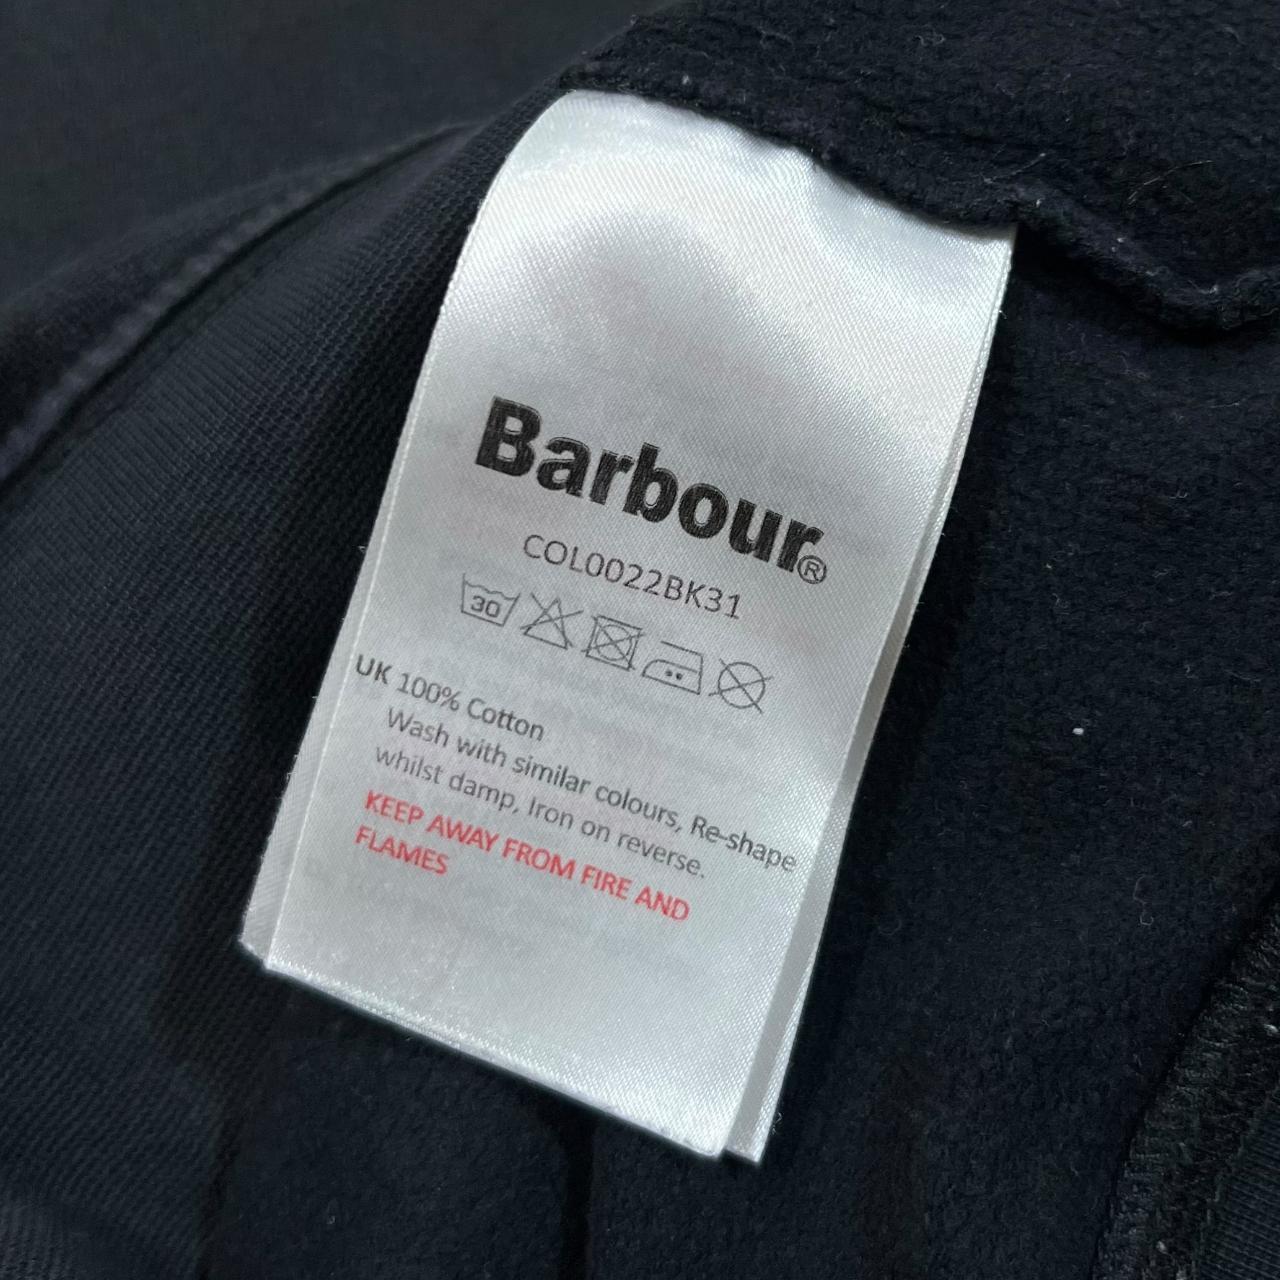 Barbour®
COL0022BK31
30
UK 100% Cotton
Wash with similar colours, Re-shape
whilst damp, Iron on reverse.
KEEP AWAY FROM FIRE AND
FLAMES